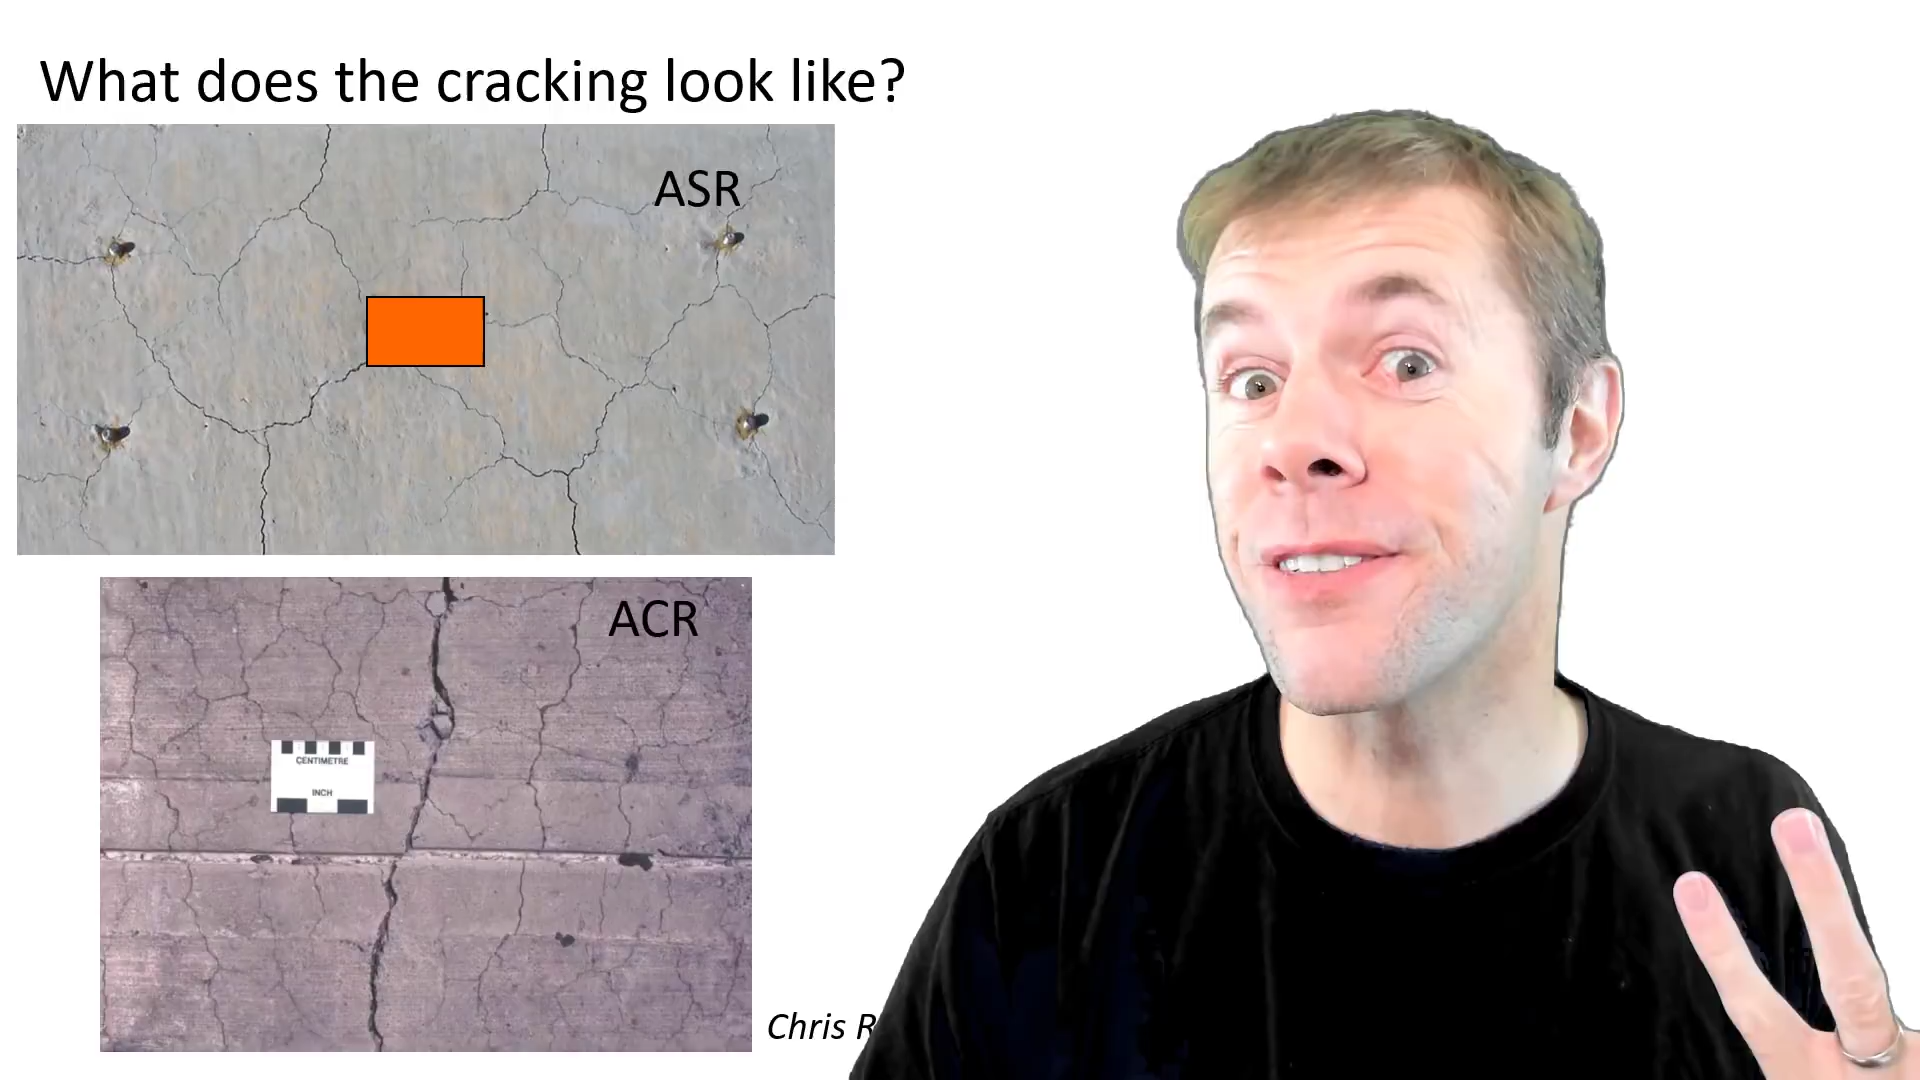 What does the cracking look like?
ASR
ACR
CENTIMETRE
INCH
Chris R